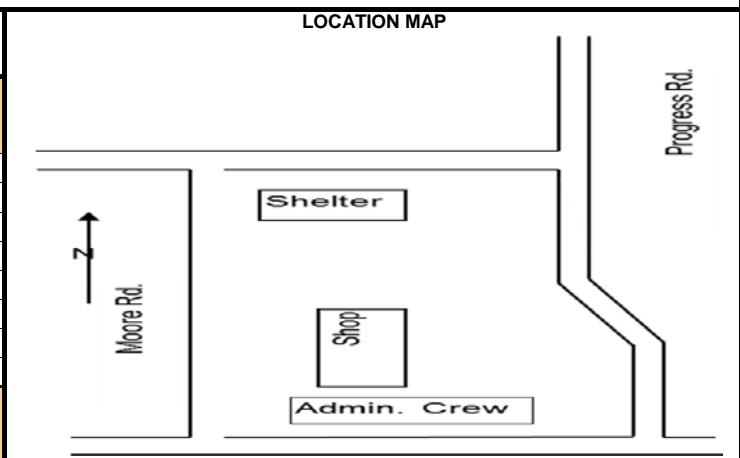 LOCATION MAP
Progress Rd.
Shelter
N
Moore Rd.
Shop
Admin. Crew